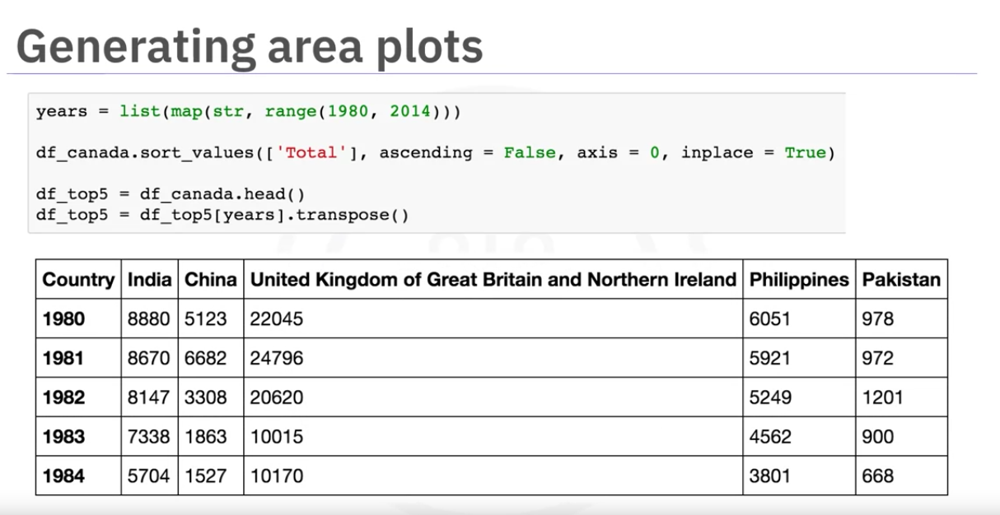 Generating area plots
years = list(map(str, range(1980, 2014)))
df_canada.sort_values(['Total'], ascending = False, axis = 0, inplace = True)
df_top5 = df_canada.head()
df_top5 = df_top5[years].transpose()
Country India China United Kingdom of Great Britain and Northern Ireland Philippines Pakistan
1980 8880 5123 22045 6051 978
1981 8670 6682 24796 5921 972
1982 8147 3308 20620 5249 1201
1983 7338 1863 10015 4562 900
1984 5704 1527 10170 3801 668